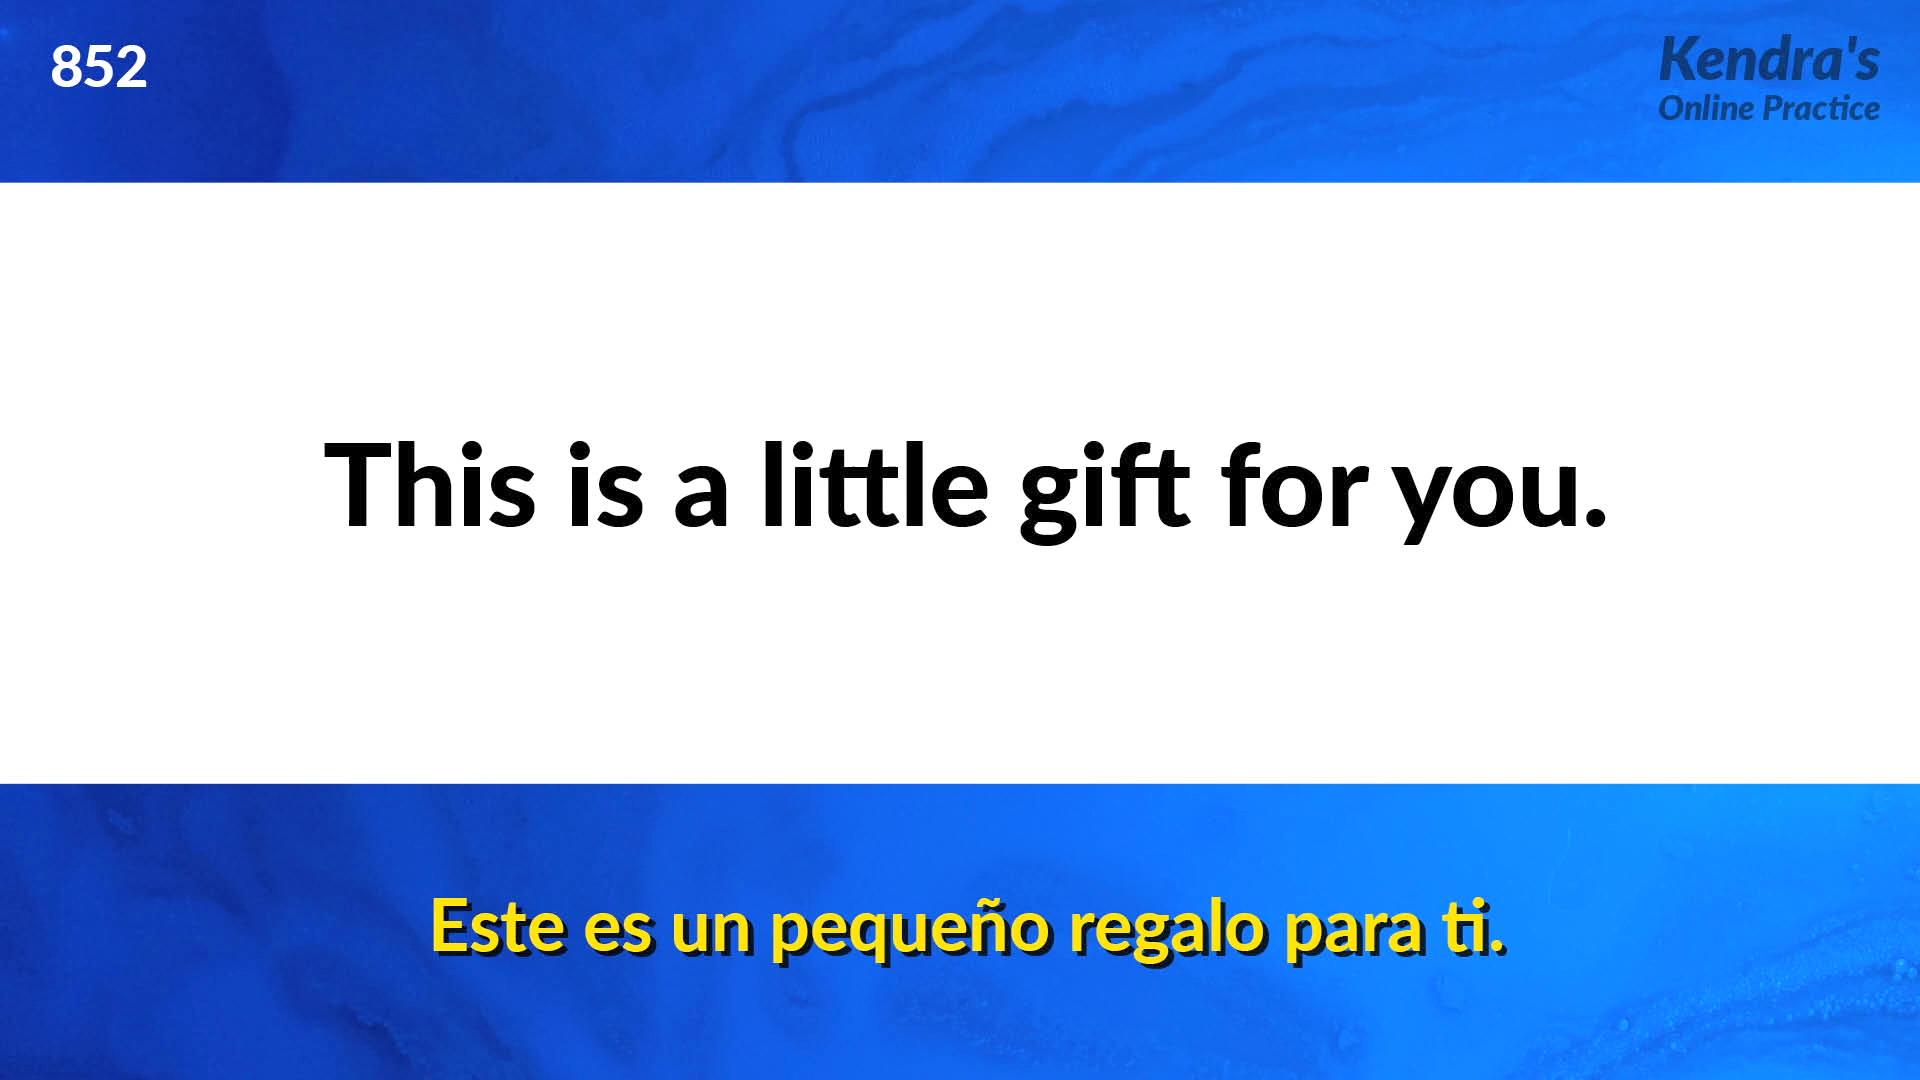 852
Kendra's
Online Practice
This is a little gift for you.
Este es un pequeño regalo para ti.